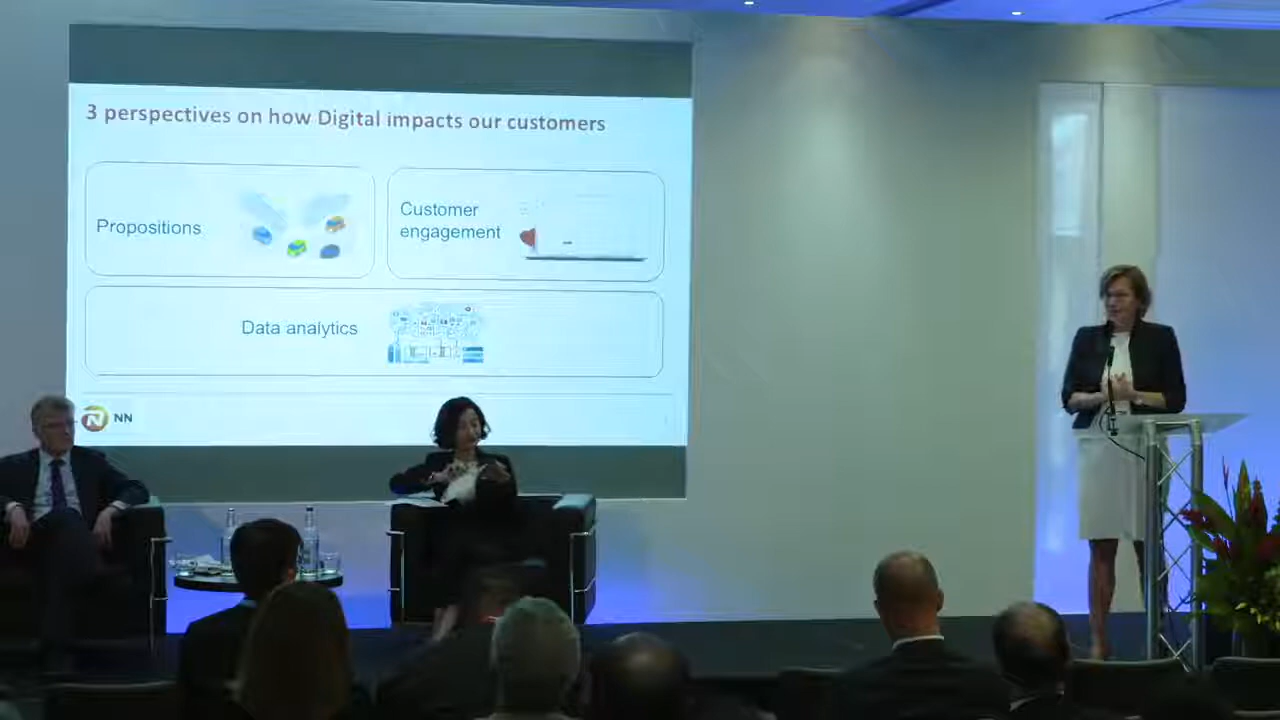 3 perspectives on how Digital impacts our customers
Propositions
Customer
engagement
Data analytics
N NN